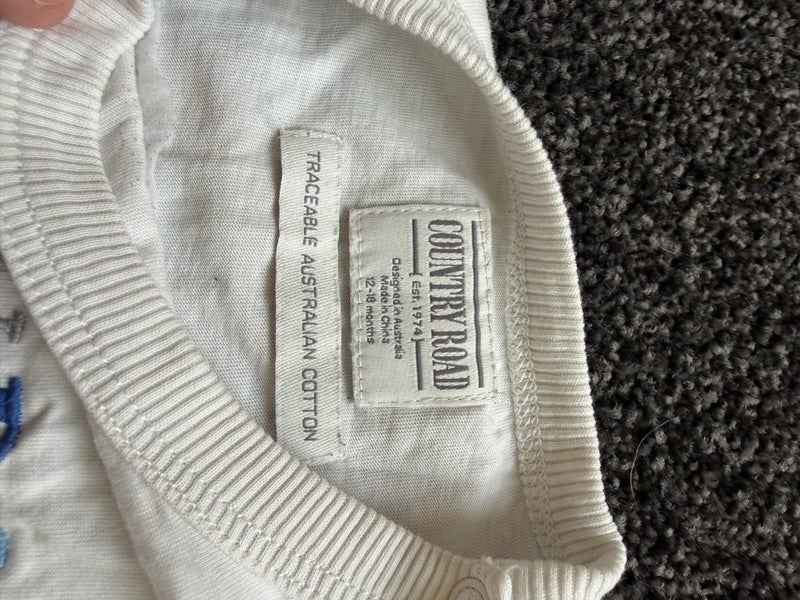 COUNTRY ROAD
[ Est. 1974 ]
Designed in Australia
Made in China
12-18 months
TRACEABLE AUSTRALIAN COTTON